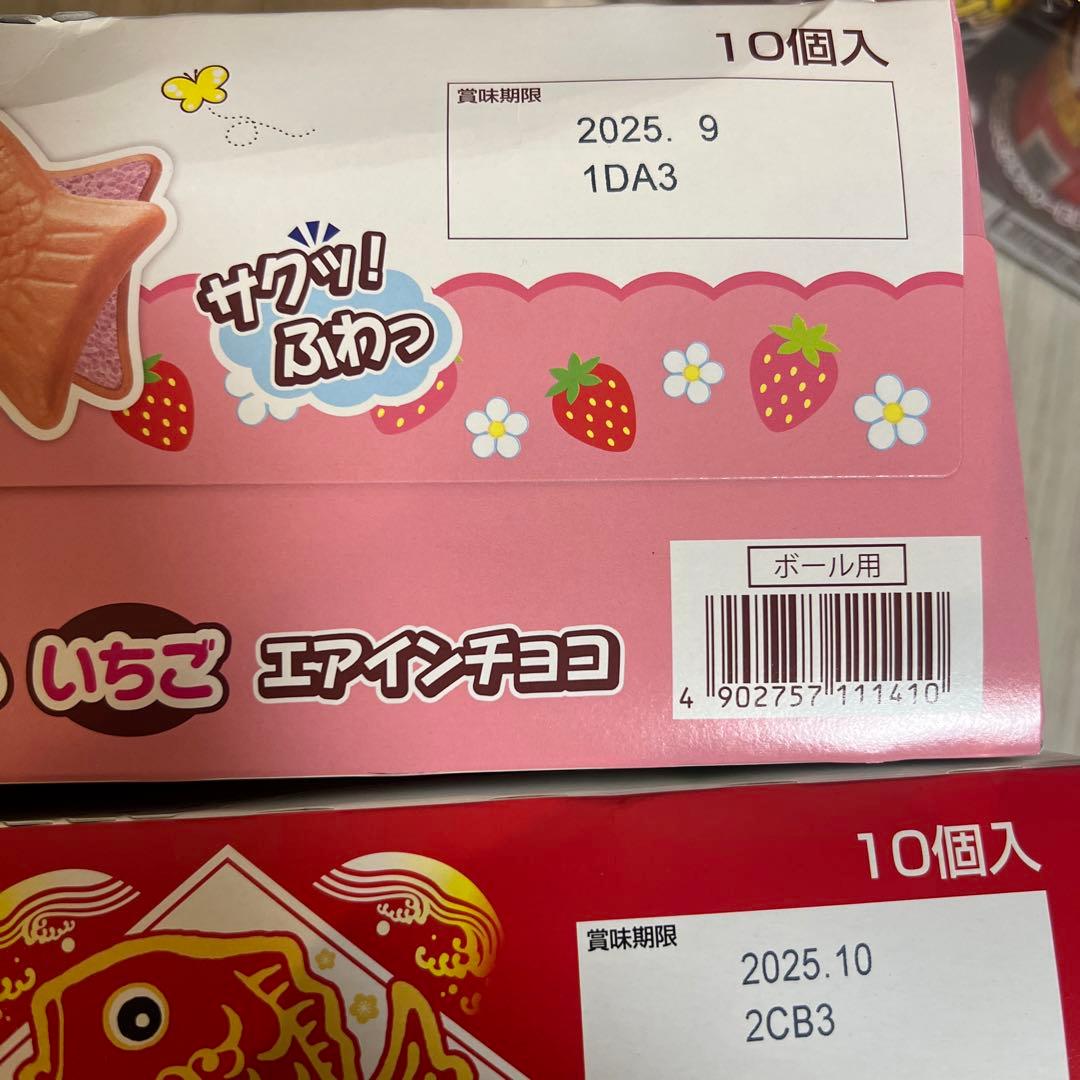 10個入
賞味期限
2025. 9
1DA3
サクッ!
ふわっ
ボール用
いちご エアインチョコ
4 902757 111410
10個入
賞味期限
2025.10
2CB3